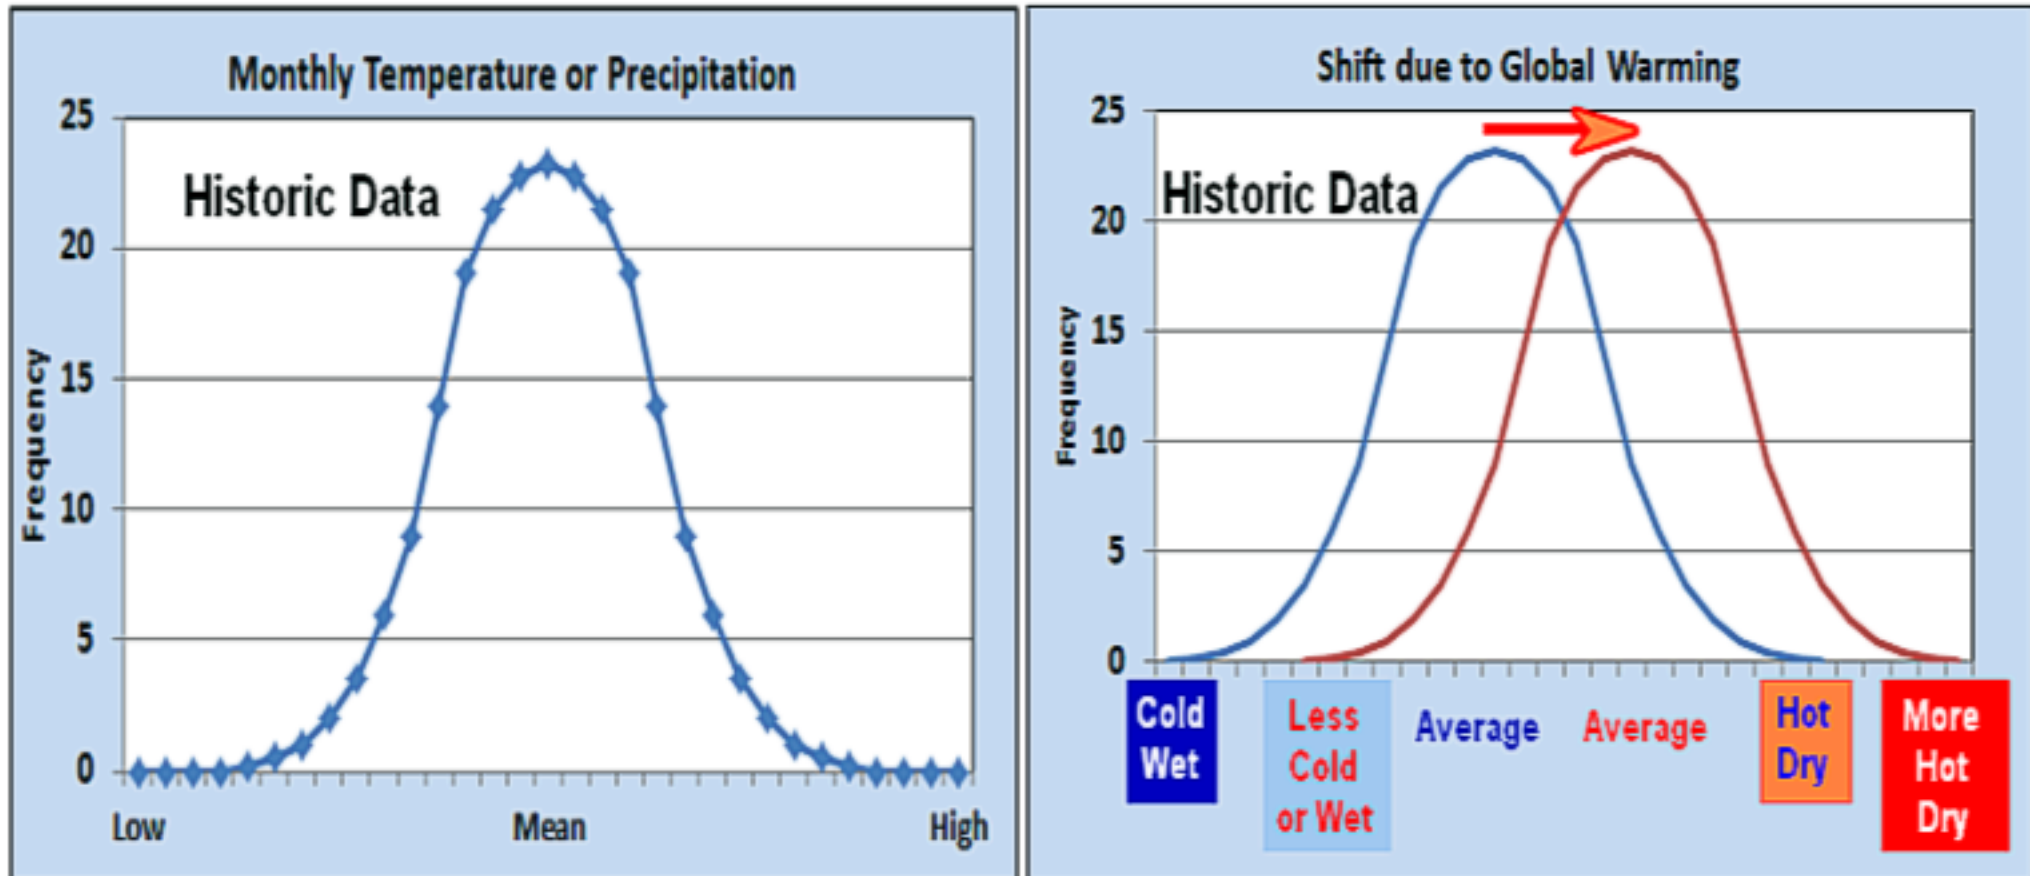 Monthly Temperature or Precipitation
25
Historic Data
20
15
10
5
0
Frequency
Low Mean High
Shift due to Global Warming
25
Historic Data
20
15
10
5
0
Frequency
Cold
Wet
Less
Cold
or Wet
Average
Average
Hot
Dry
More
Hot
Dry